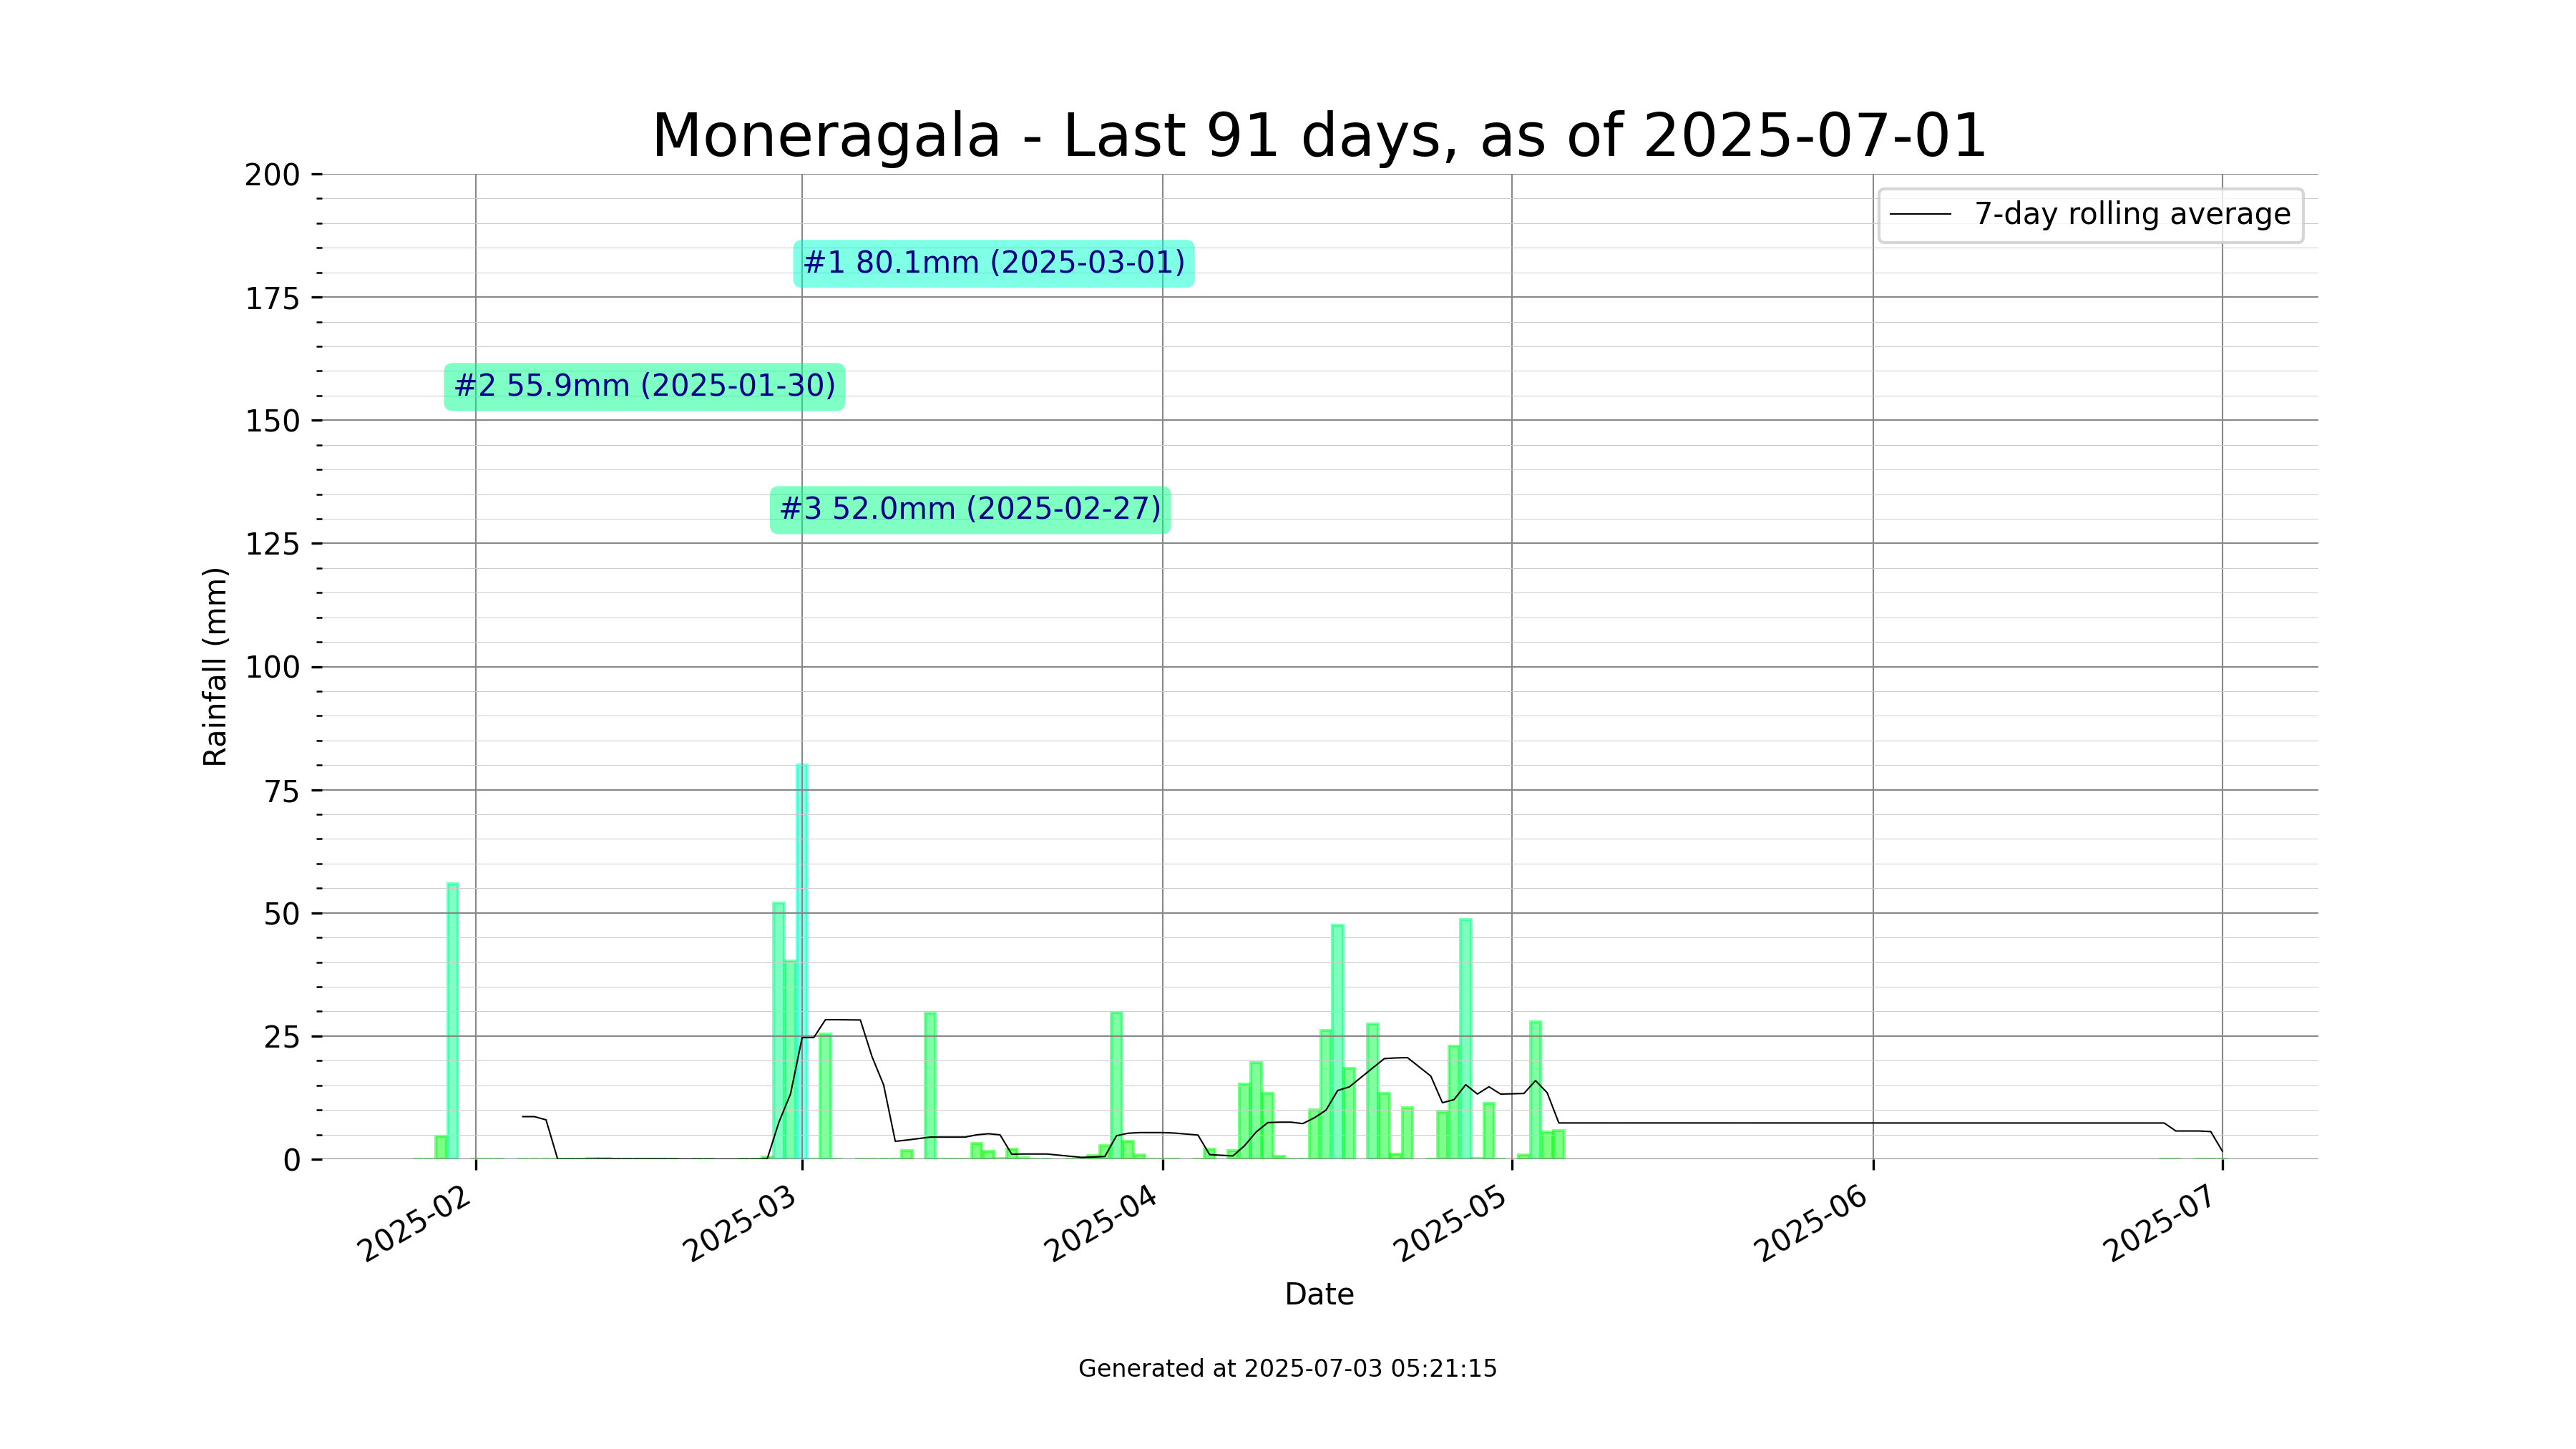 Moneragala - Last 91 days, as of 2025-07-01
200
7-day rolling average
#1 80.1mm (2025-03-01)
175
#2 55.9mm (2025-01-30)
150
#3 52.0mm (2025-02-27)
125
Rainfall (mm)
100
75
50
25
0
2025-02
2025-03
2025-04
2025-05
2025-06
2025-07
Date
Generated at 2025-07-03 05:21:15